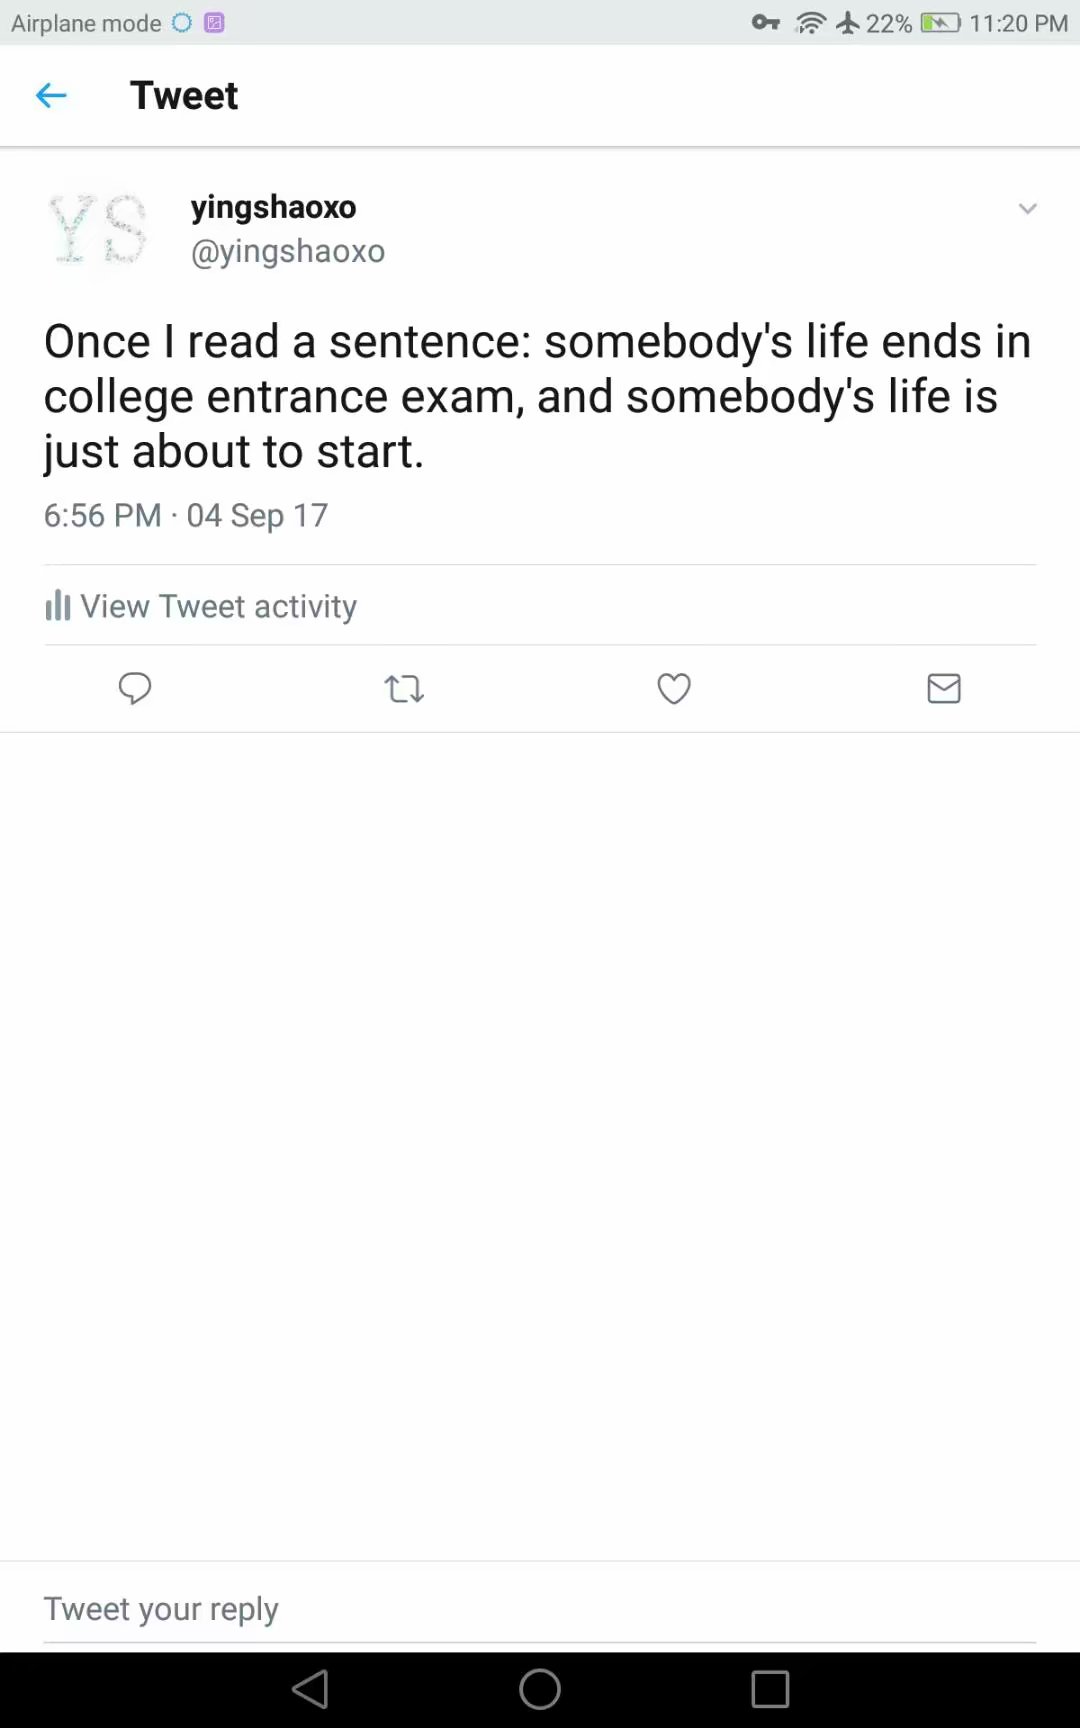 Airplane mode 22% 11:20 PM
Tweet
YS
yingshaoxo
@yingshaoxo
Once I read a sentence: somebody's life ends in
college entrance exam, and somebody's life is
just about to start.
6:56 PM · 04 Sep 17
View Tweet activity
Tweet your reply